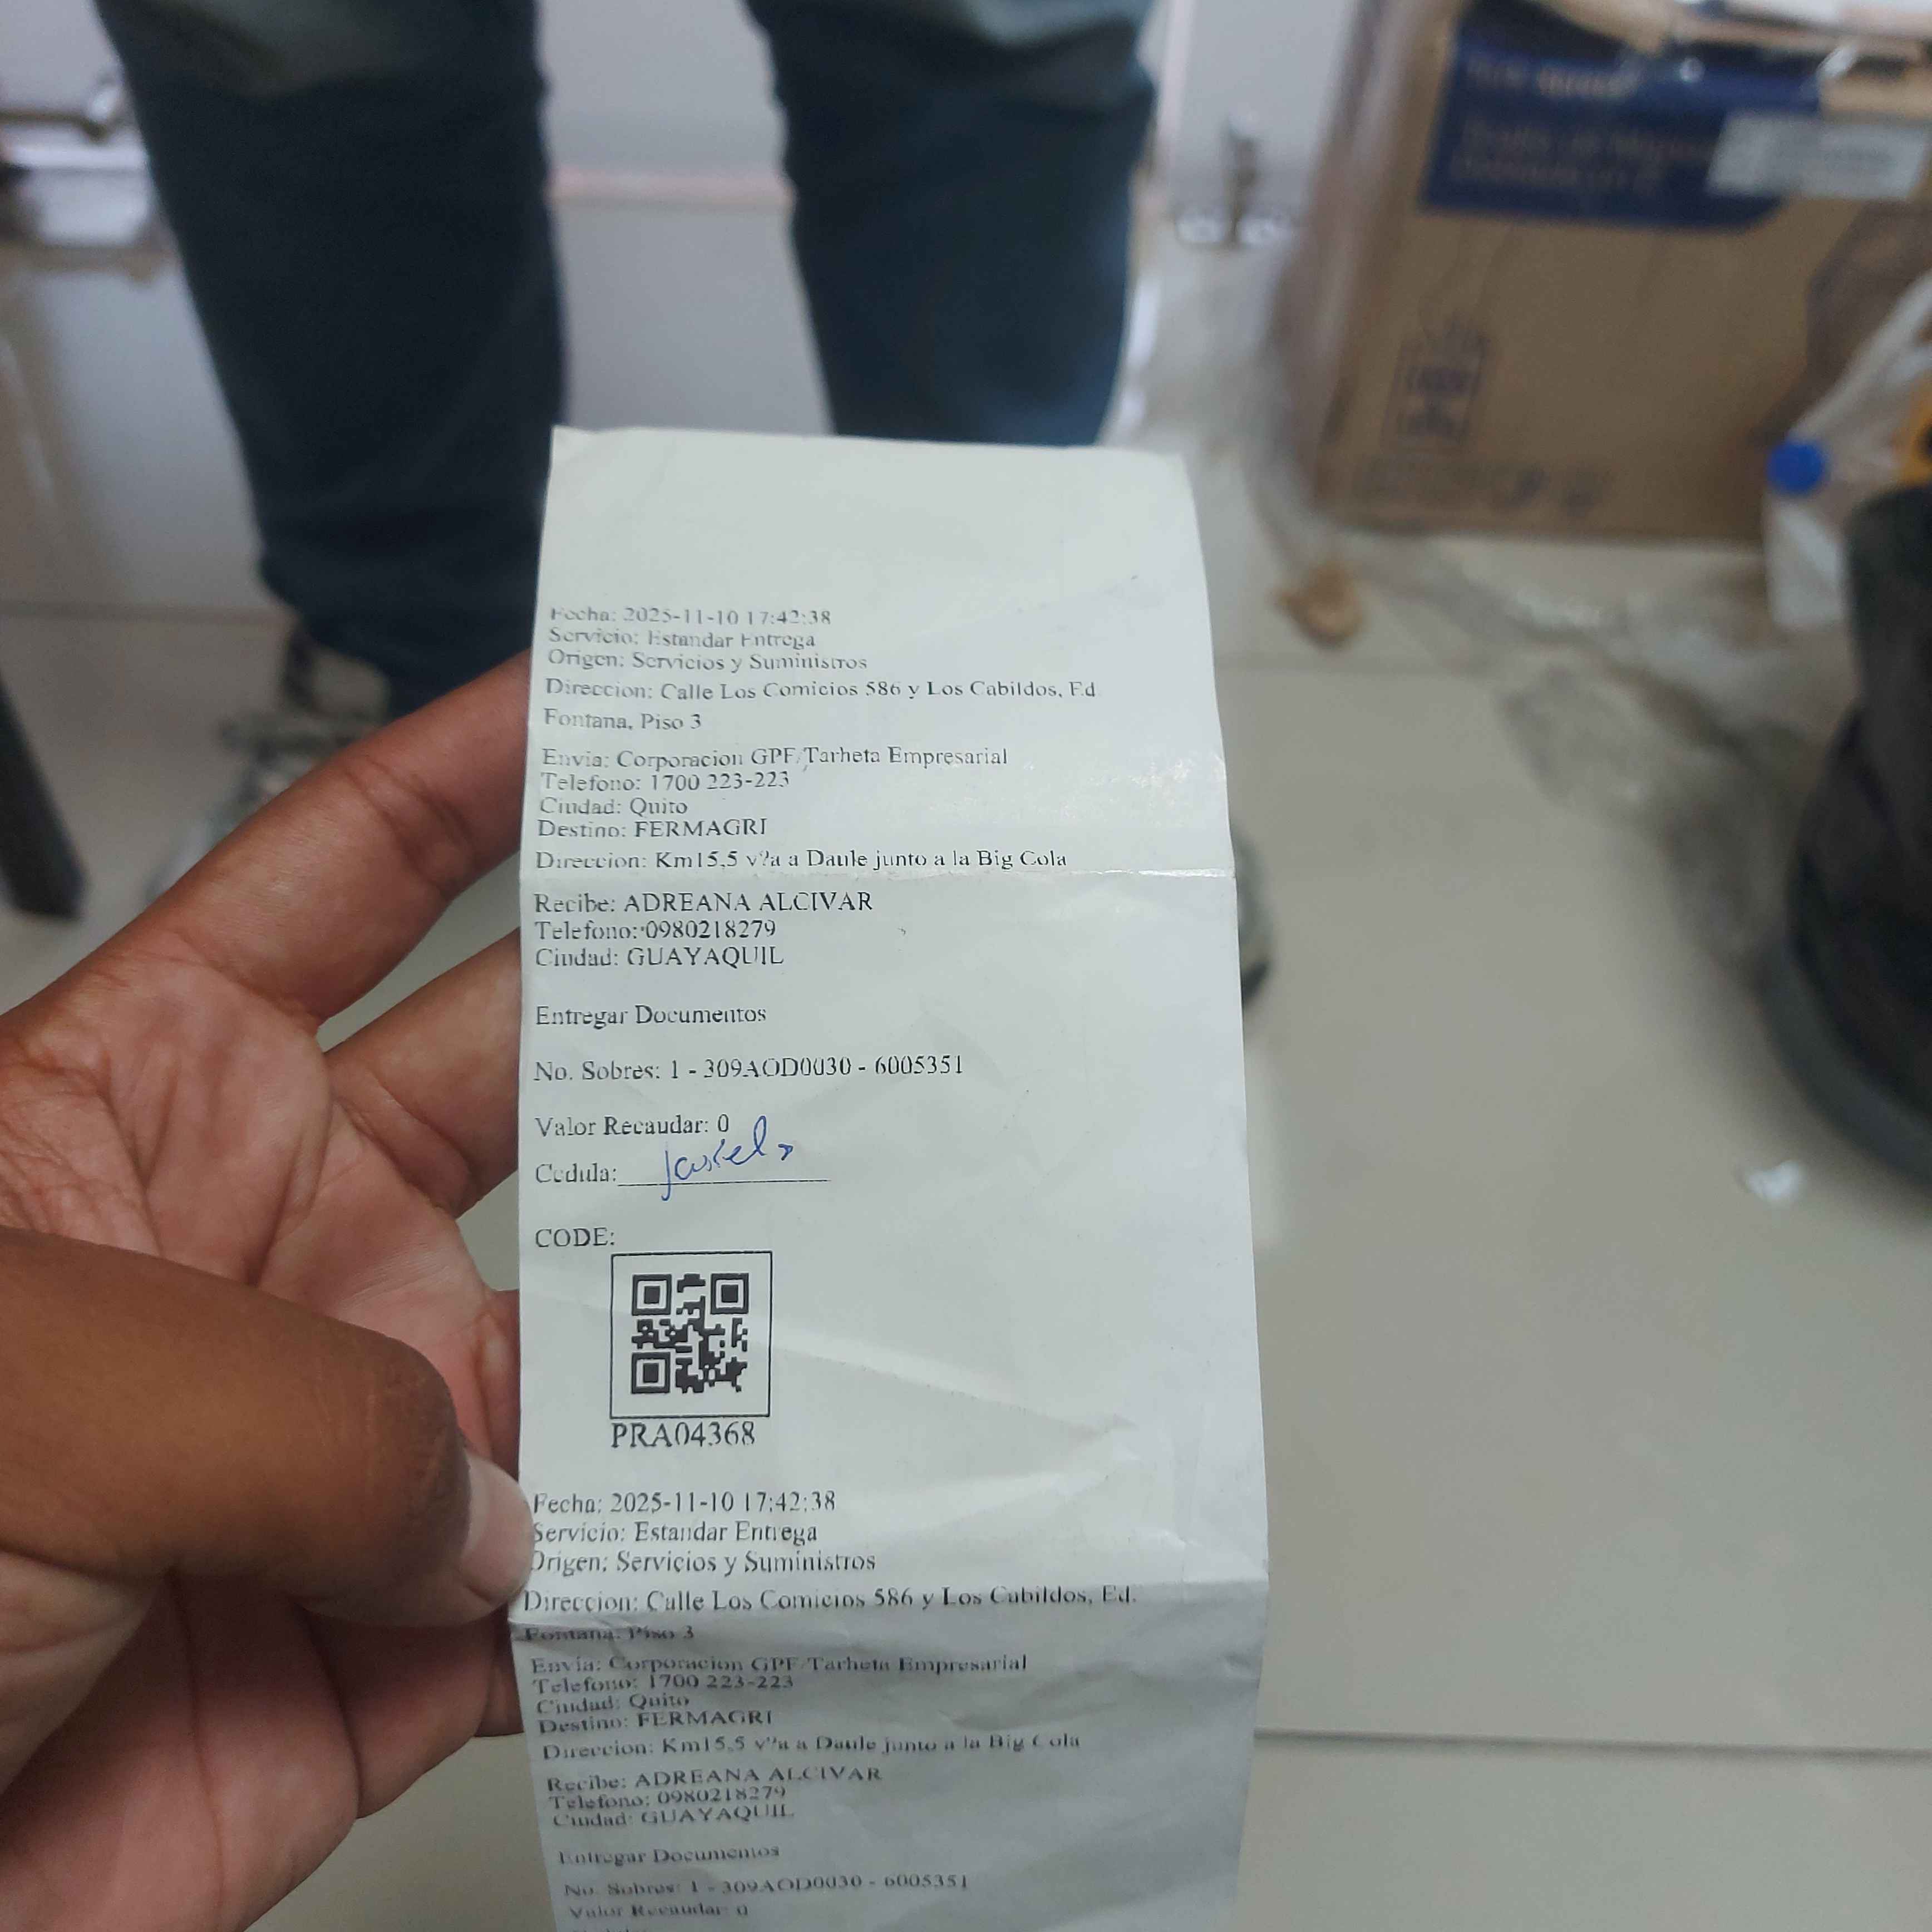 Fecha: 2025-11-10 17:42:38
Servicio: Estandar Entrega
Origen: Servicios y Suministros
Direccion: Calle Los Comicios 586 y Los Cabildos, Ed.
Fontana, Piso 3
Envia: Corporacion GPF/Tarheta Empresarial
Telefono: 1700 223-223
Ciudad: Quito
Destino: FERMAGRI
Direccion: Km15,5 v?a a Daule junto a la Big Cola
Recibe: ADREANA ALCIVAR
Telefono: 0980218279
Ciudad: GUAYAQUIL
Entregar Documentos
No. Sobres: 1 - 309AOD0030 - 6005351
Valor Recaudar: 0
Cedula:
CODE:
PRA04368
Fecha: 2025-11-10 17:42:38
Servicio: Estandar Entrega
Origen: Servicios y Suministros
Direccion: Calle Los Comicios 586 y Los Cabildos, Ed.
Fontana, Piso 3
Envia: Corporacion GPF/Tarheta Empresarial
Telefono: 1700 223-223
Ciudad: Quito
Destino: FERMAGRI
Direccion: Km15,5 v?a a Daule junto a la Big Cola
Recibe: ADREANA ALCIVAR
Telefono: 0980218279
Ciudad: GUAYAQUIL
Entregar Documentos
No. Sobres: 1 - 309AOD0030 - 6005351
Valor Recaudar: 0